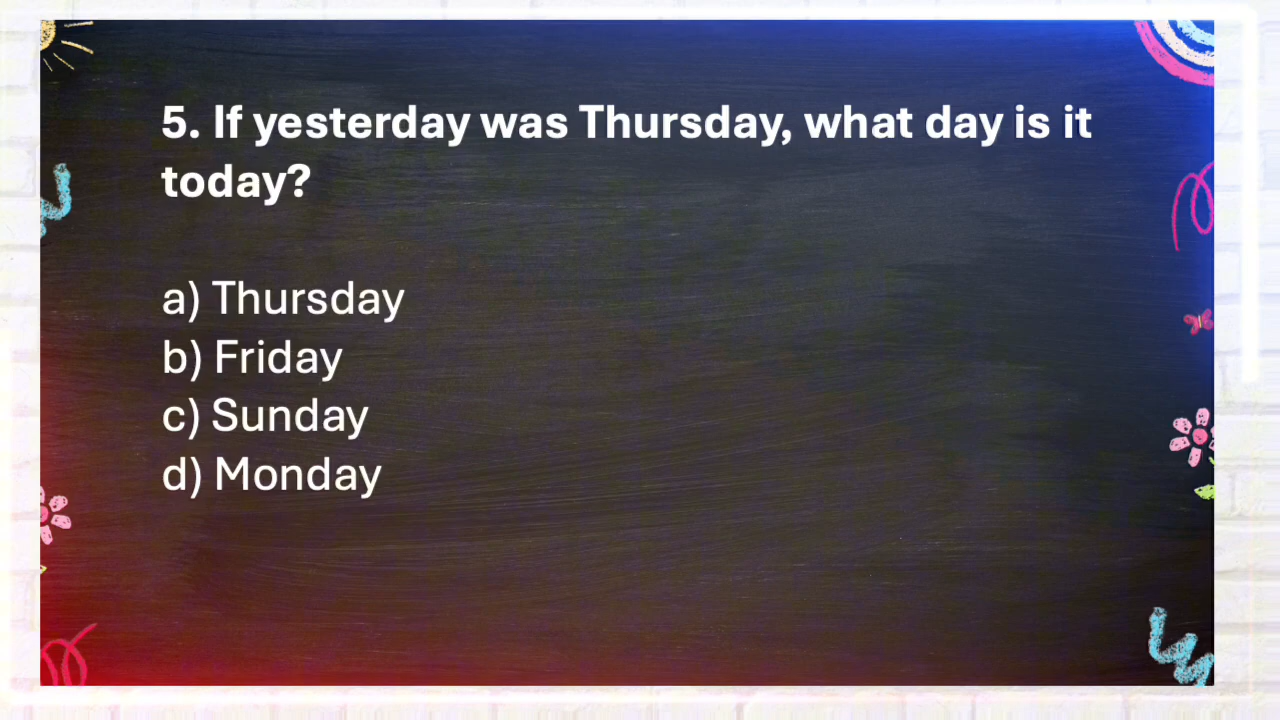 5. If yesterday was Thursday, what day is it
today?
a) Thursday
b) Friday
c) Sunday
d) Monday